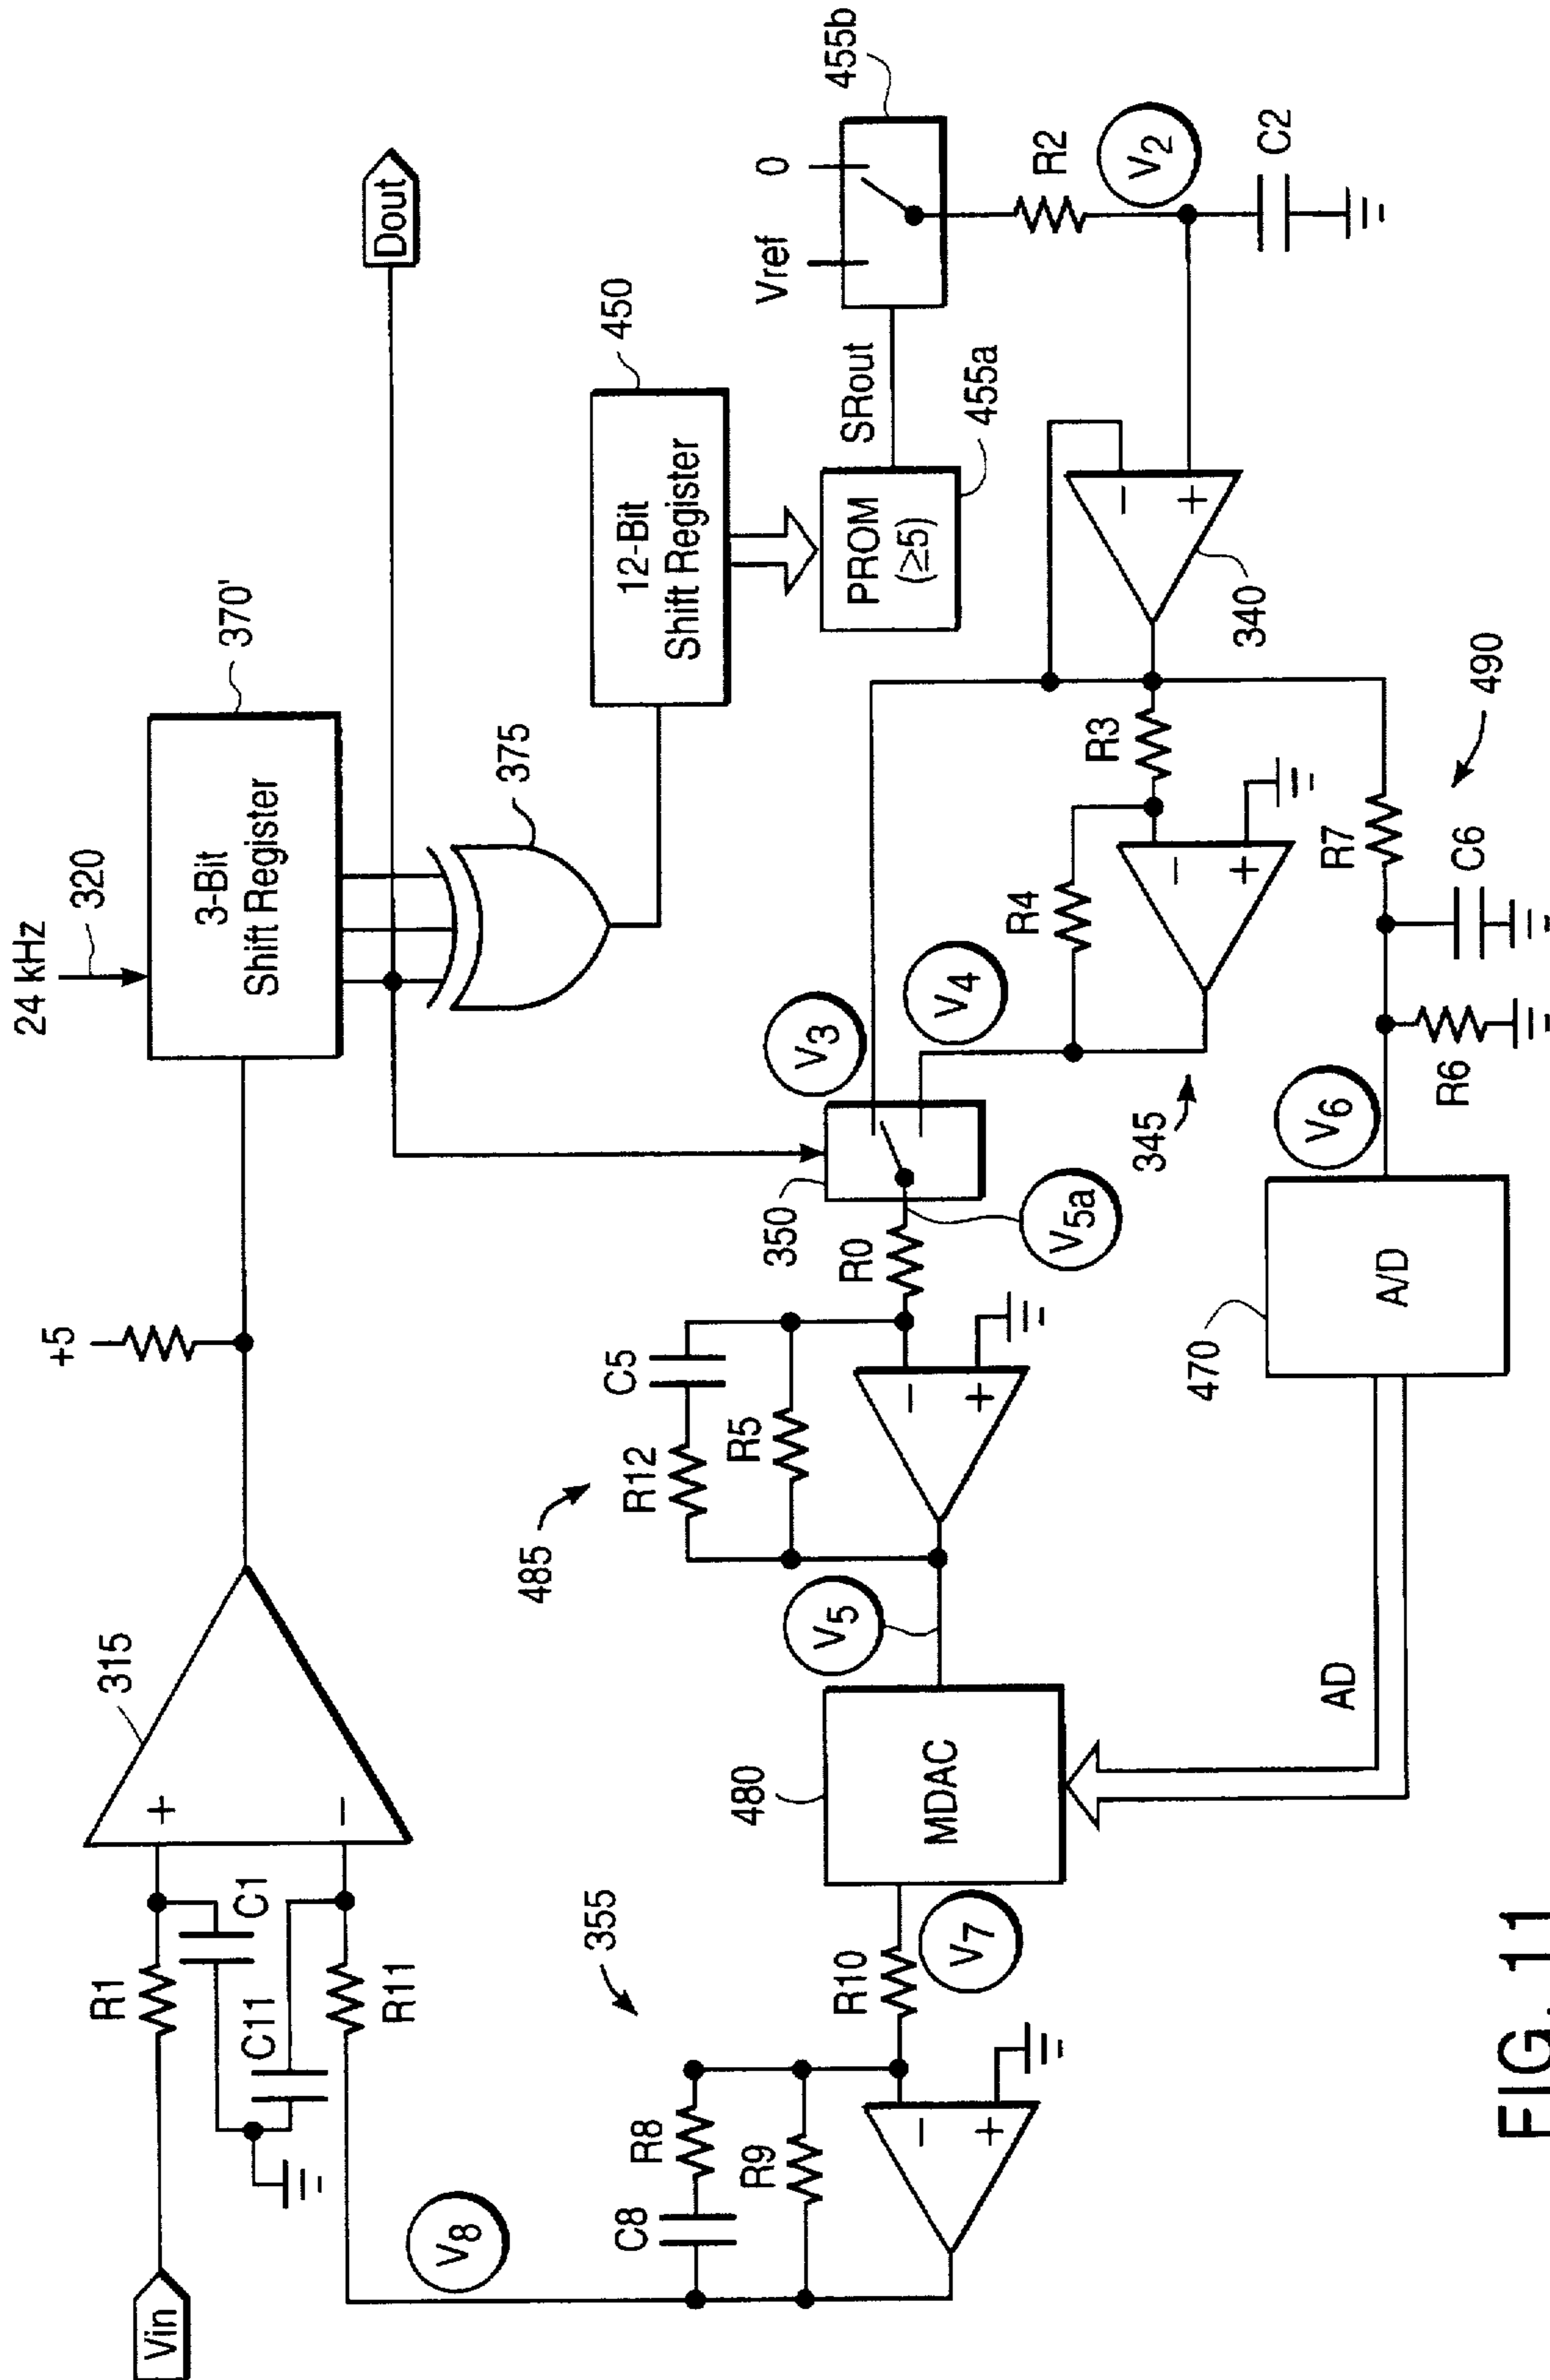 24 kHz
320
3-Bit
Shift Register
370'
Dout
+5
315
+
−
R1
C1
C11
R11
Vin
375
12-Bit
Shift Register
450
PROM
(≥5)
455a
SRout
Vref
0
455b
R2
V2
C2
−
+
340
R3
R4
−
+
345
V3
V4
350
V5a
R0
C5
R12
R5
485
−
+
V5
R7
C6
R6
490
V6
A/D
470
AD
MDAC
480
V7
R10
355
R8
C8
R9
−
+
V8
FIG. 11